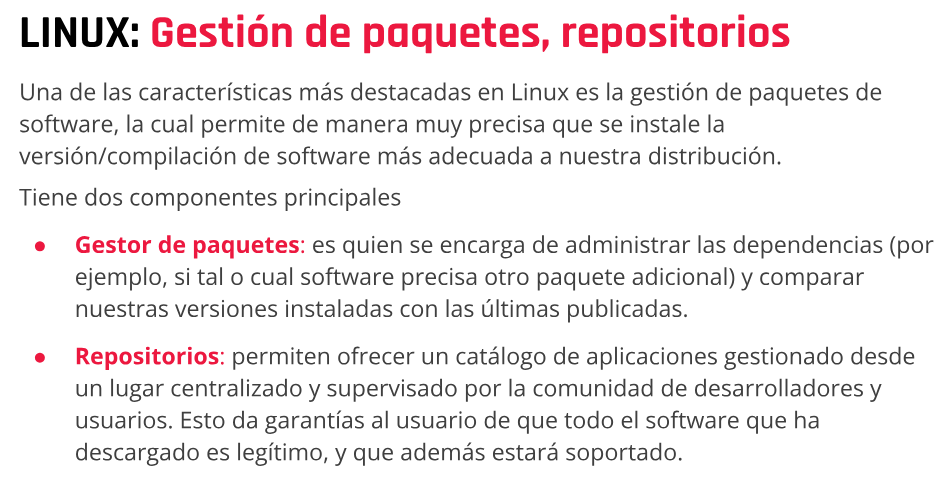 LINUX: Gestión de paquetes, repositorios
Una de las características más destacadas en Linux es la gestión de paquetes de
software, la cual permite de manera muy precisa que se instale la
versión/compilación de software más adecuada a nuestra distribución.
Tiene dos componentes principales
● Gestor de paquetes: es quien se encarga de administrar las dependencias (por
ejemplo, si tal o cual software precisa otro paquete adicional) y comparar
nuestras versiones instaladas con las últimas publicadas.
● Repositorios: permiten ofrecer un catálogo de aplicaciones gestionado desde
un lugar centralizado y supervisado por la comunidad de desarrolladores y
usuarios. Esto da garantías al usuario de que todo el software que ha
descargado es legítimo, y que además estará soportado.